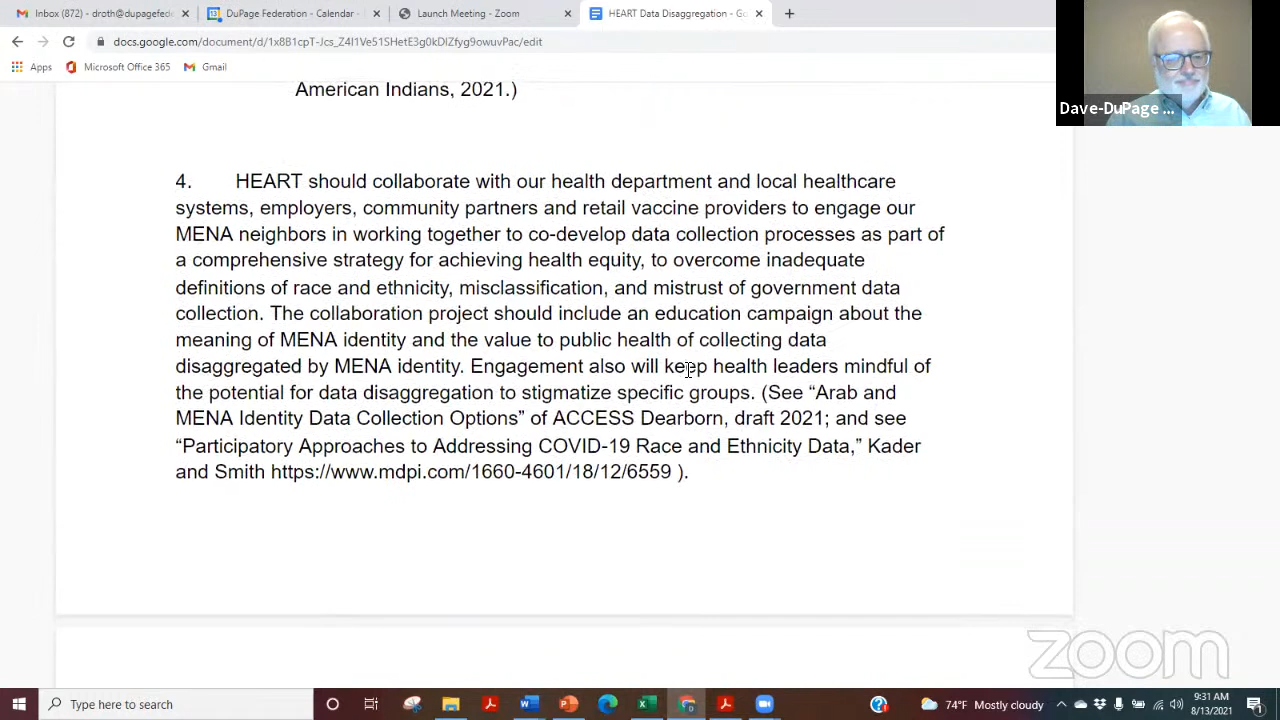 Inbox (872) - droth@dupagefede
DuPage Federation - Calendar -
Launch Meeting - Zoom
HEART Data Disaggregation - Go
docs.google.com/document/d/1x8B1cpT-Jcs_Z4I1Ve51SHetE3g0kDlZfyg9owuvPac/edit
Apps
Microsoft Office 365
Gmail
Dave-DuPage ...
American Indians, 2021.)
4. HEART should collaborate with our health department and local healthcare
systems, employers, community partners and retail vaccine providers to engage our
MENA neighbors in working together to co-develop data collection processes as part of
a comprehensive strategy for achieving health equity, to overcome inadequate
definitions of race and ethnicity, misclassification, and mistrust of government data
collection. The collaboration project should include an education campaign about the
meaning of MENA identity and the value to public health of collecting data
disaggregated by MENA identity. Engagement also will keep health leaders mindful of
the potential for data disaggregation to stigmatize specific groups. (See “Arab and
MENA Identity Data Collection Options” of ACCESS Dearborn, draft 2021; and see
“Participatory Approaches to Addressing COVID-19 Race and Ethnicity Data,” Kader
and Smith https://www.mdpi.com/1660-4601/18/12/6559 ).
zoom
Type here to search
74°F Mostly cloudy
9:31 AM
8/13/2021